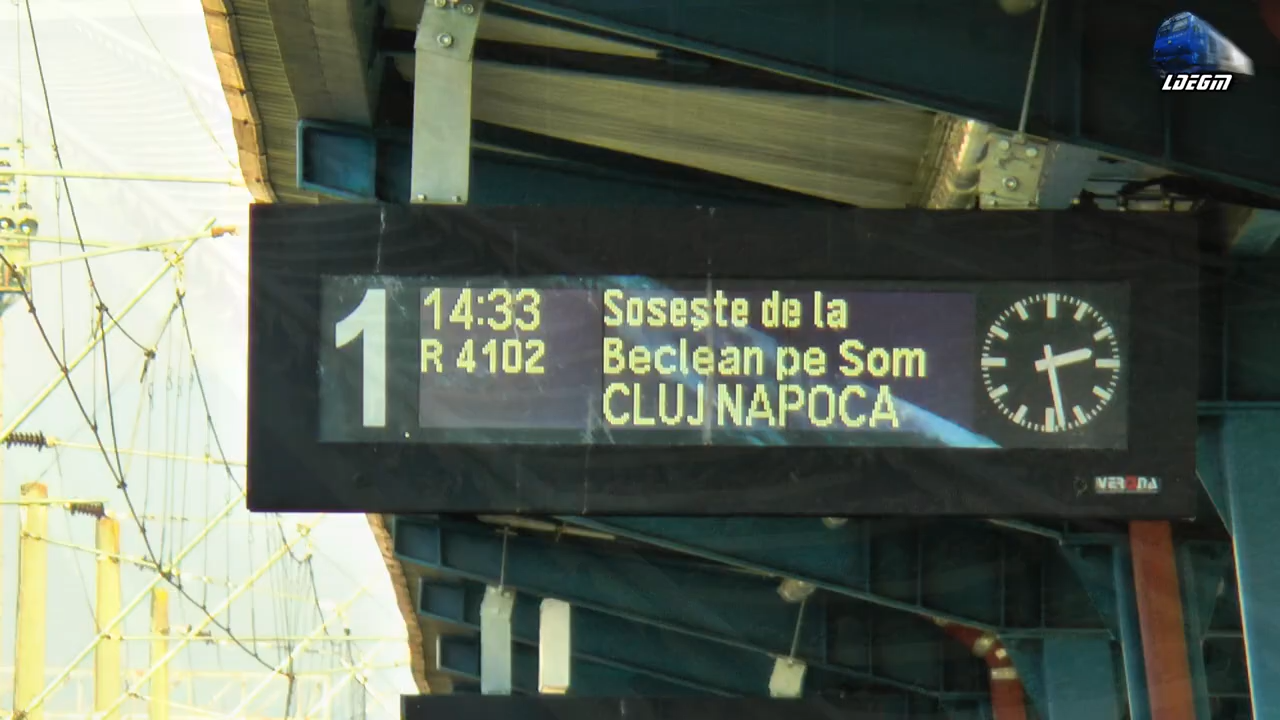 LDEGM
1
14:33
R 4102
Sosește de la
Beclean pe Som
CLUJ NAPOCA
VERONA